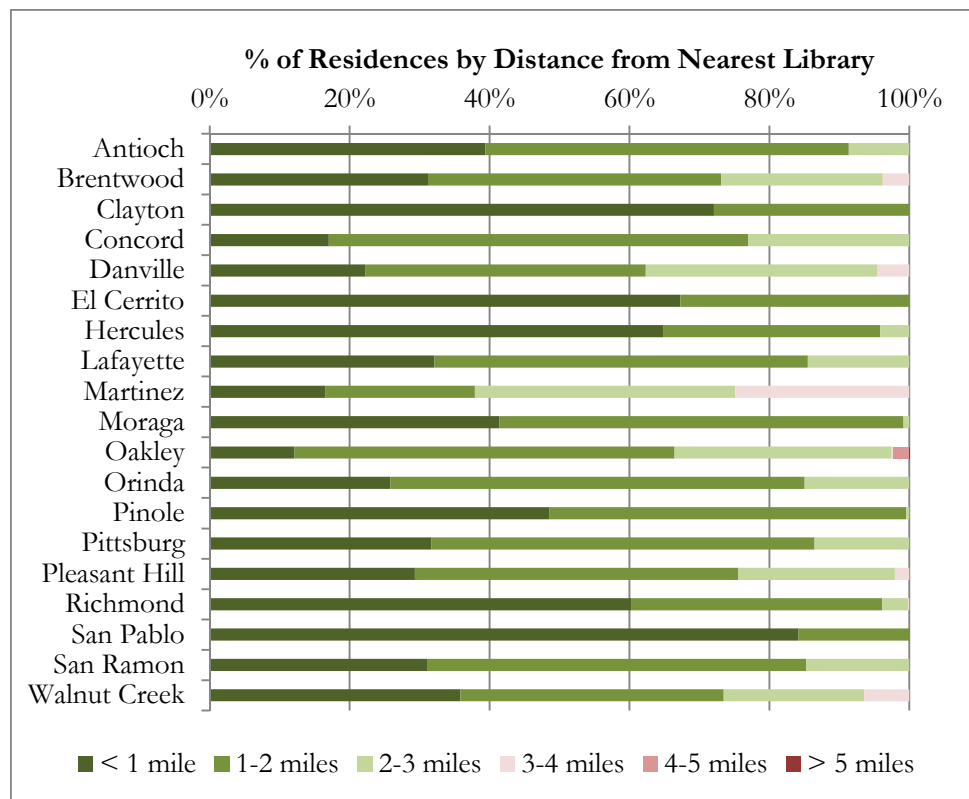 % of Residences by Distance from Nearest Library
0% 20% 40% 60% 80% 100%
Antioch
Brentwood
Clayton
Concord
Danville
El Cerrito
Hercules
Lafayette
Martinez
Moraga
Oakley
Orinda
Pinole
Pittsburg
Pleasant Hill
Richmond
San Pablo
San Ramon
Walnut Creek
< 1 mile 1-2 miles 2-3 miles 3-4 miles 4-5 miles > 5 miles